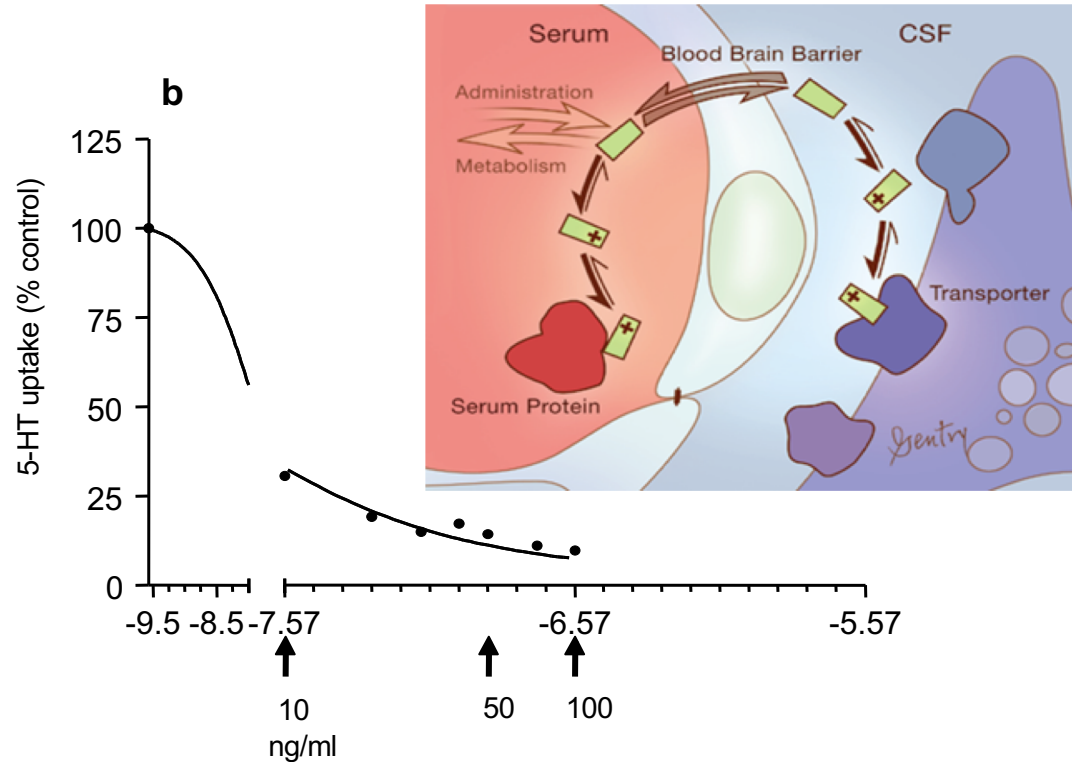 b
125
100
75
50
25
0
5-HT uptake (% control)
-9.5
-8.5
-7.57
-6.57
-5.57
10
ng/ml
50
100
Serum
CSF
Blood Brain Barrier
Administration
Metabolism
Transporter
Serum Protein
Gentry